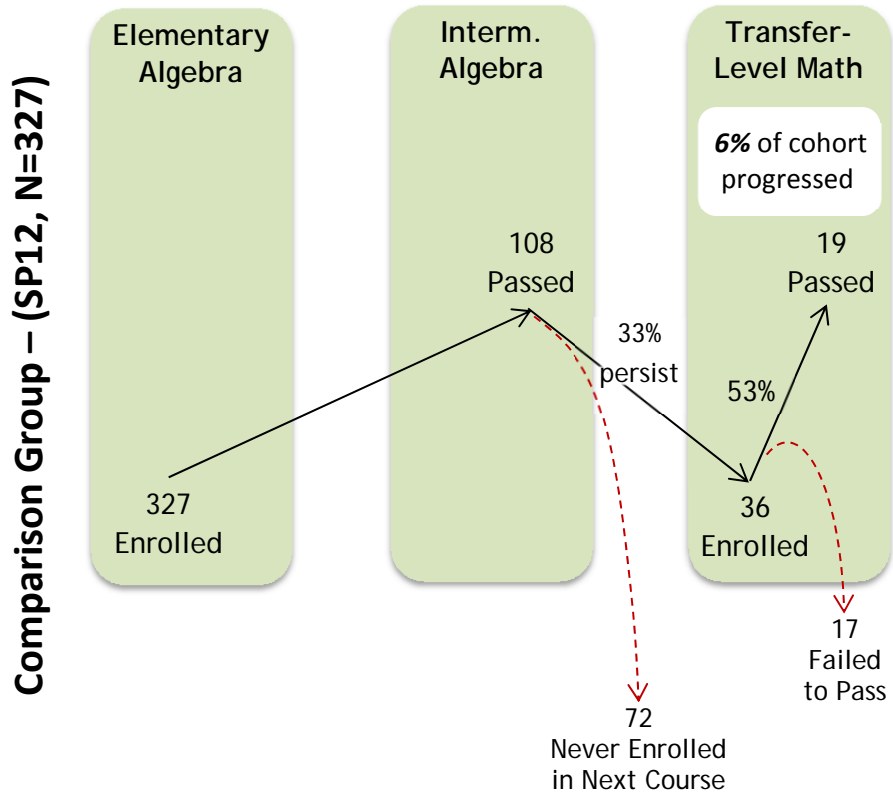 Comparison Group – (SP12, N=327)
Elementary
Algebra
327
Enrolled
Interm.
Algebra
108
Passed
33%
persist
72
Never Enrolled
in Next Course
Transfer-
Level Math
6% of cohort
progressed
19
Passed
53%
36
Enrolled
17
Failed
to Pass